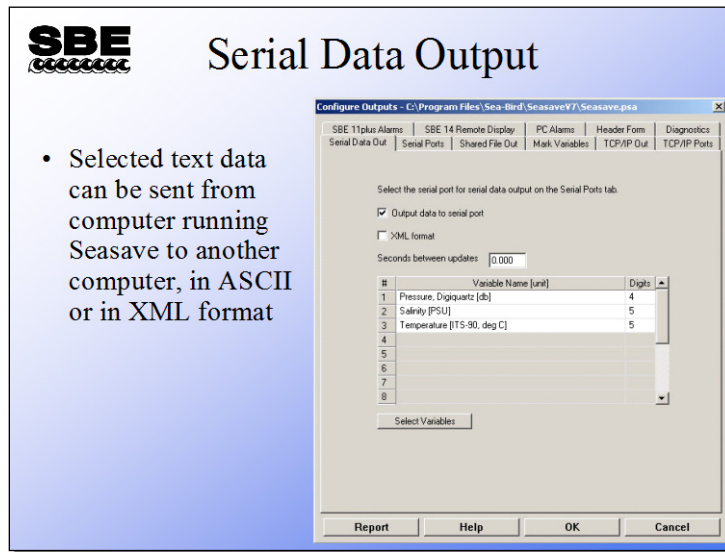 SBE
Serial Data Output
• Selected text data
can be sent from
computer running
Seasave to another
computer, in ASCII
or in XML format
Configure Outputs - C:\Program Files\Sea-Bird\SeasaveV7\Seasave.psa
SBE 11plus Alarms SBE 14 Remote Display PC Alarms Header Form Diagnostics
Serial Data Out Serial Ports Shared File Out Mark Variables TCP/IP Out TCP/IP Ports
Select the serial port for serial data output on the Serial Ports tab.
Output data to serial port
XML format
Seconds between updates 0.000
# Variable Name [unit] Digits
1 Pressure, Digiquartz [db] 4
2 Salinity [PSU] 5
3 Temperature [ITS-90, deg C] 5
4
5
6
7
8
Select Variables
Report Help OK Cancel